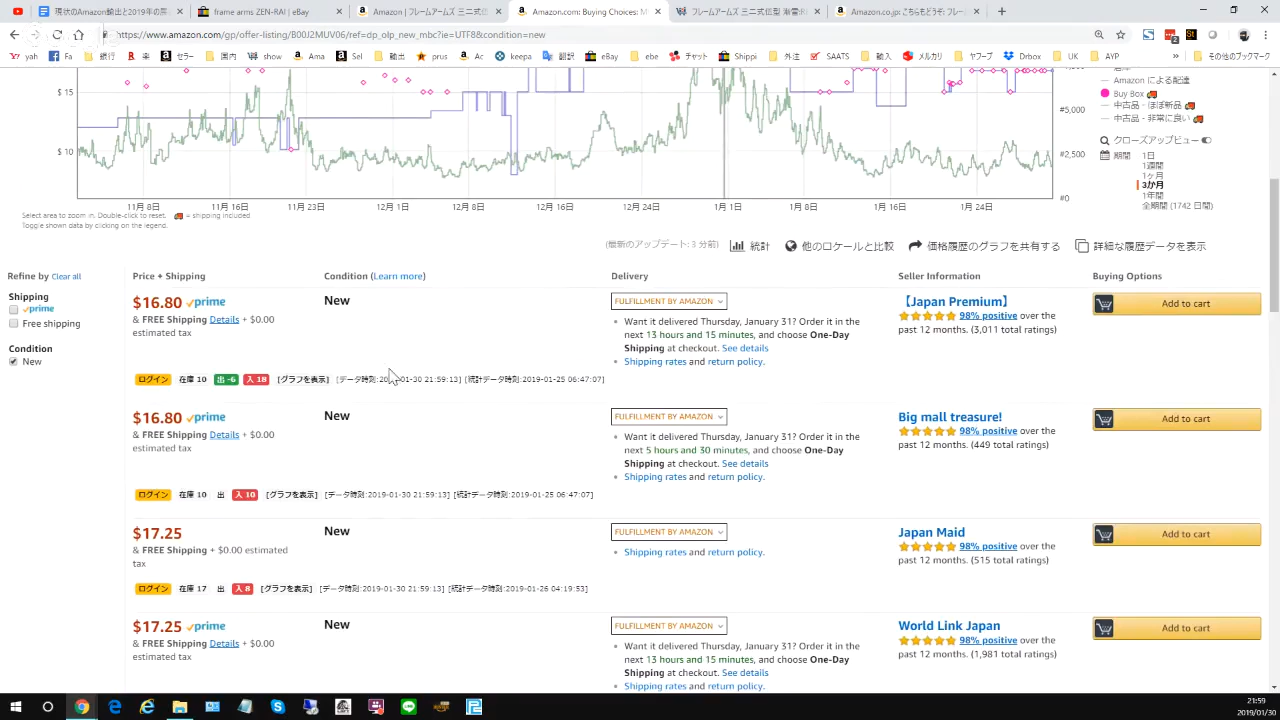 現状のAmazon輸出と2019年の展
frame arms ZEN-RAI | eBay
Amazon | フレームアームズ ミニ式伝
Amazon.com: Buying Choices: M
フレームアームズ ミニ弐伝型 漸雷(R
Amazon.co.jp:こちらもどうぞ フレー
https://www.amazon.com/gp/offer-listing/B00J2MUV06/ref=dp_olp_new_mbc?ie=UTF8&condition=new
yah
Fa
銀行
楽
セラー
国内
show
Ama
Sel
輸出
prus
Ac
keepa
翻訳
eBay
ebe
チャット
Shippi
外注
SAATS
輸入
メルカリ
ヤフーブ
Drbox
UK
AYP
»
その他のブックマーク
Amazon による配達
Buy Box
中古品 - ほぼ新品
中古品 - 非常に良い
クローズアップビュー
期間
1日
1週間
1ヶ月
3か月
1年間
全期間 (1742 日間)
$ 15
$ 10
#5,000
#2,500
#0
11月 8日
11月 16日
11月 23日
12月 1日
12月 8日
12月 16日
12月 24日
1月 1日
1月 8日
1月 16日
1月 24日
Select area to zoom in. Double-click to reset.
= shipping included
Toggle shown data by clicking on the legend.
(最新のアップデート: 3 分前)
統計
他のロケールと比較
価格履歴のグラフを共有する
詳細な履歴データを表示
Refine by Clear all
Shipping
prime
Free shipping
Condition
New
Price + Shipping
Condition (Learn more)
Delivery
Seller Information
Buying Options
$16.80 prime
& FREE Shipping Details + $0.00
estimated tax
New
FULFILLMENT BY AMAZON
Want it delivered Thursday, January 31? Order it in the
next 13 hours and 15 minutes, and choose One-Day
Shipping at checkout. See details
Shipping rates and return policy.
【Japan Premium】
98% positive over the
past 12 months. (3,011 total ratings)
Add to cart
ログイン 在庫 10 出 -6 入 18 [グラフを表示] [データ時刻:20 -01-30 21:59:13] [統計データ時刻:2019-01-25 06:47:07]
$16.80 prime
& FREE Shipping Details + $0.00
estimated tax
New
FULFILLMENT BY AMAZON
Want it delivered Thursday, January 31? Order it in the
next 5 hours and 30 minutes, and choose One-Day
Shipping at checkout. See details
Shipping rates and return policy.
Big mall treasure!
98% positive over the
past 12 months. (449 total ratings)
Add to cart
ログイン 在庫 10 出 入 10 [グラフを表示] [データ時刻:2019-01-30 21:59:13] [統計データ時刻:2019-01-25 06:47:07]
$17.25
& FREE Shipping + $0.00 estimated
tax
New
FULFILLMENT BY AMAZON
Shipping rates and return policy.
Japan Maid
98% positive over the
past 12 months. (515 total ratings)
Add to cart
ログイン 在庫 17 出 入 8 [グラフを表示] [データ時刻:2019-01-30 21:59:13] [統計データ時刻:2019-01-26 04:19:53]
$17.25 prime
& FREE Shipping Details + $0.00
estimated tax
New
FULFILLMENT BY AMAZON
Want it delivered Thursday, January 31? Order it in the
next 13 hours and 15 minutes, and choose One-Day
Shipping at checkout. See details
Shipping rates and return policy.
World Link Japan
98% positive over the
past 12 months. (1,981 total ratings)
Add to cart
21:59
2019/01/30